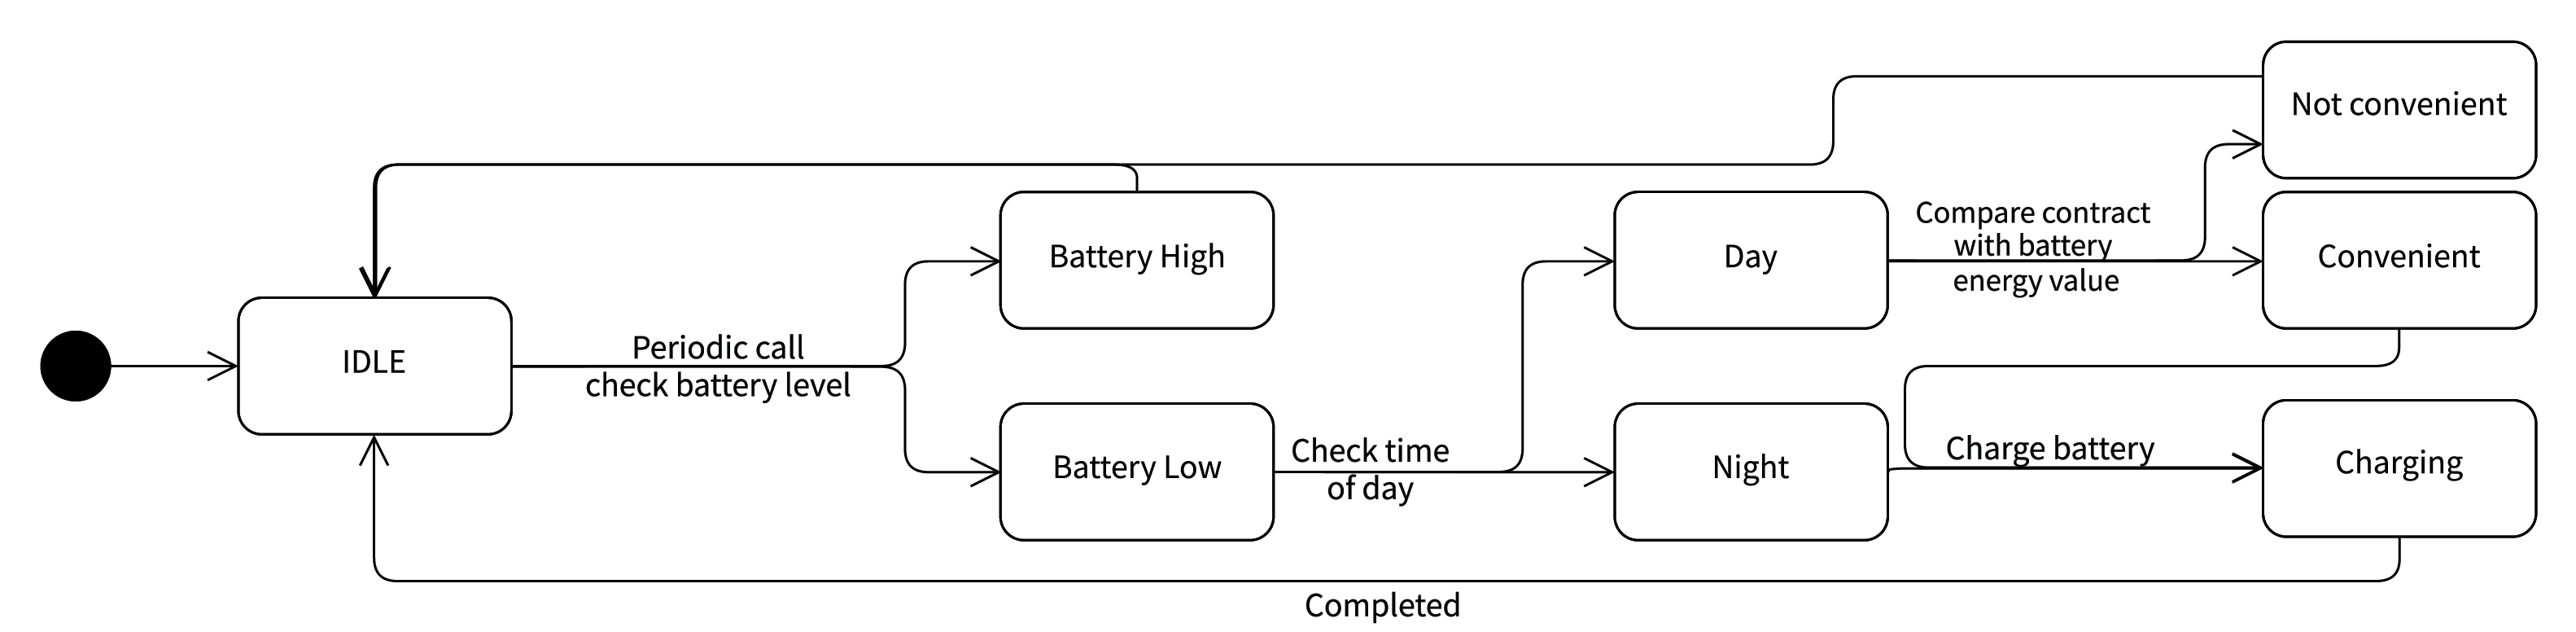 Not convenient
Compare contract
with battery
energy value
Battery High
Day
Convenient
IDLE
Periodic call
check battery level
Battery Low
Check time
of day
Night
Charge battery
Charging
Completed